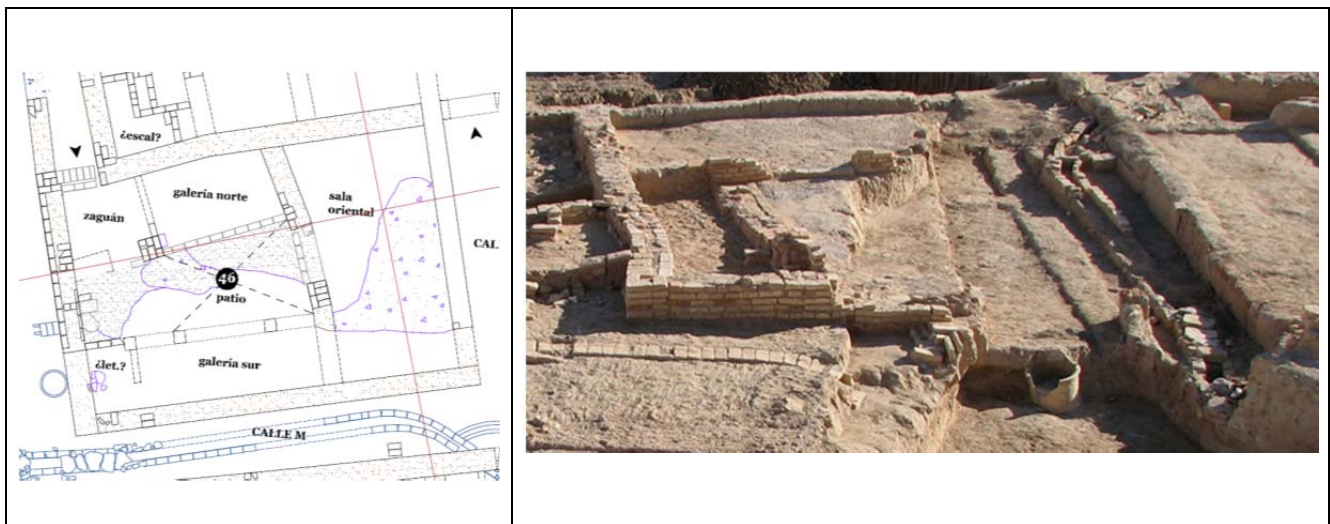 ¿escal?
galería norte
sala
oriental
zaguán
CAL
46
patio
¿let.?
galería sur
CALLE M